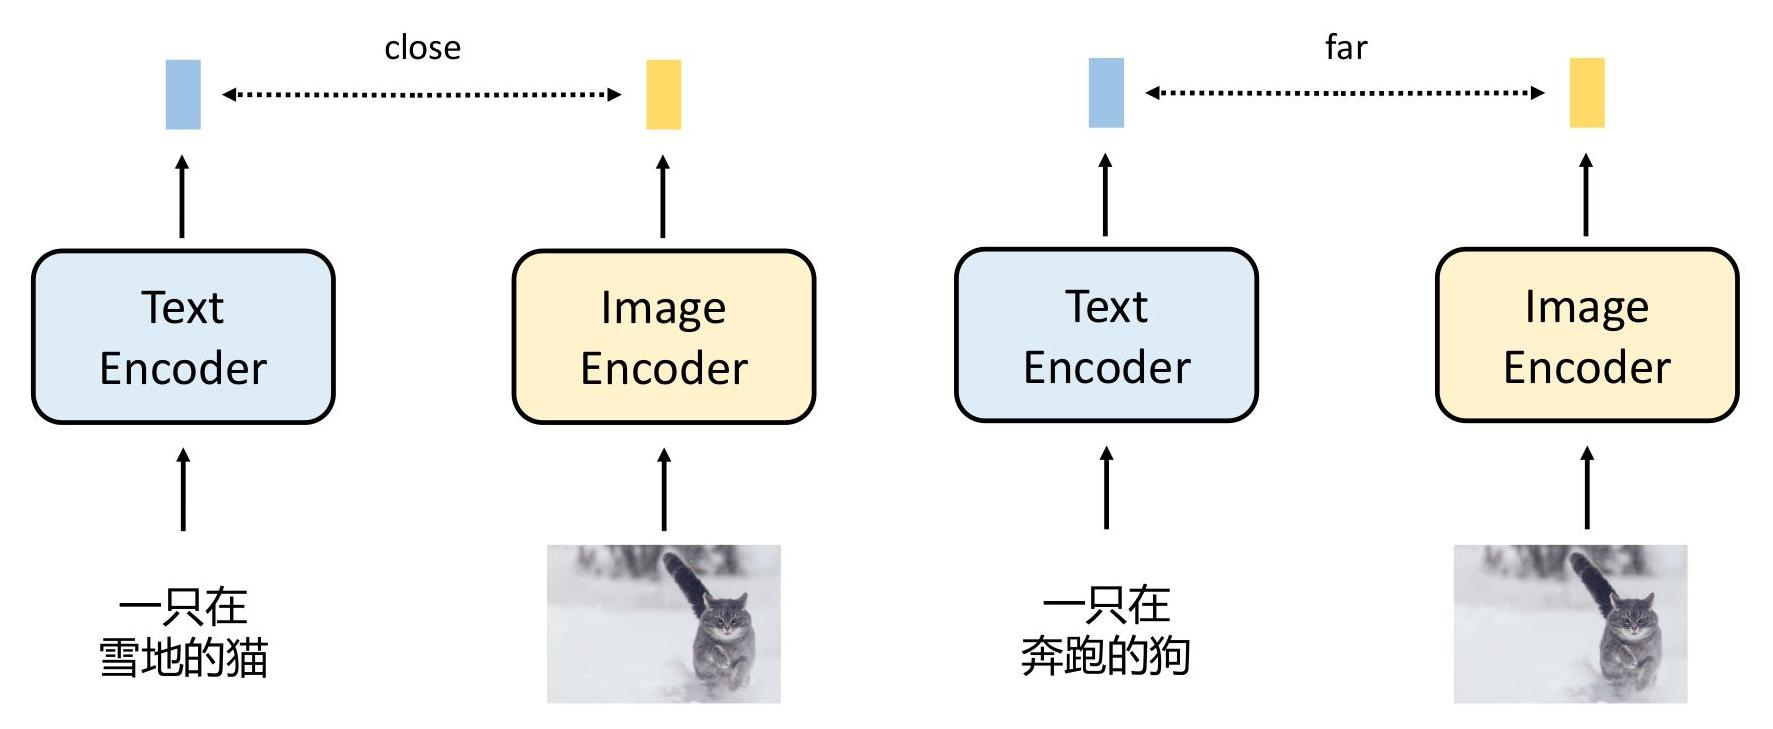 close
Text
Encoder
Image
Encoder
一只在
雪地的猫
far
Text
Encoder
Image
Encoder
一只在
奔跑的狗